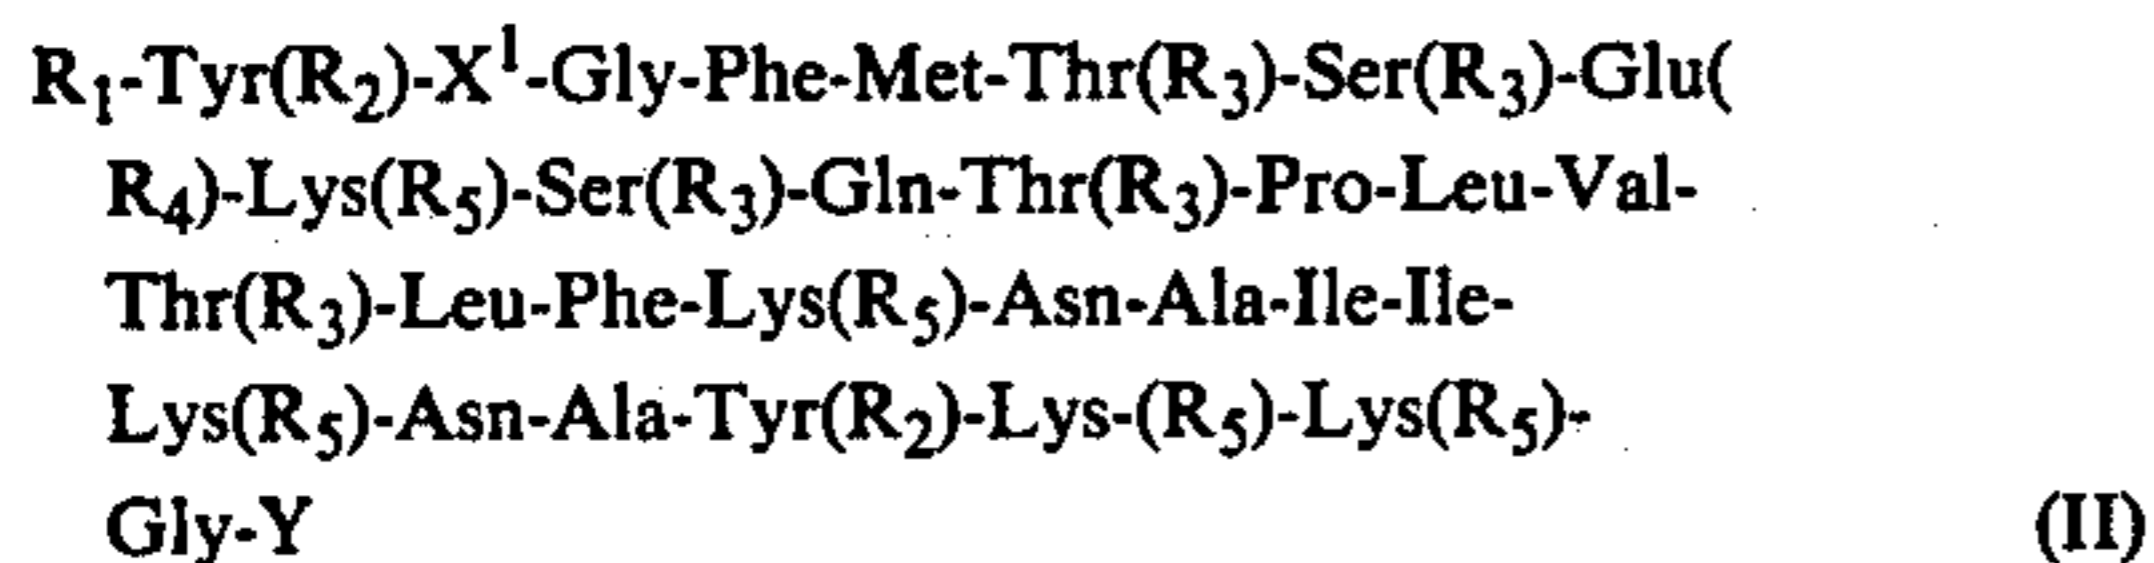 R₁-Tyr(R₂)-X¹-Gly-Phe-Met-Thr(R₃)-Ser(R₃)-Glu(
R₄)-Lys(R₅)-Ser(R₃)-Gln-Thr(R₃)-Pro-Leu-Val-
Thr(R₃)-Leu-Phe-Lys(R₅)-Asn-Ala-Ile-Ile-
Lys(R₅)-Asn-Ala-Tyr(R₂)-Lys-(R₅)-Lys(R₅)-
Gly-Y (II)